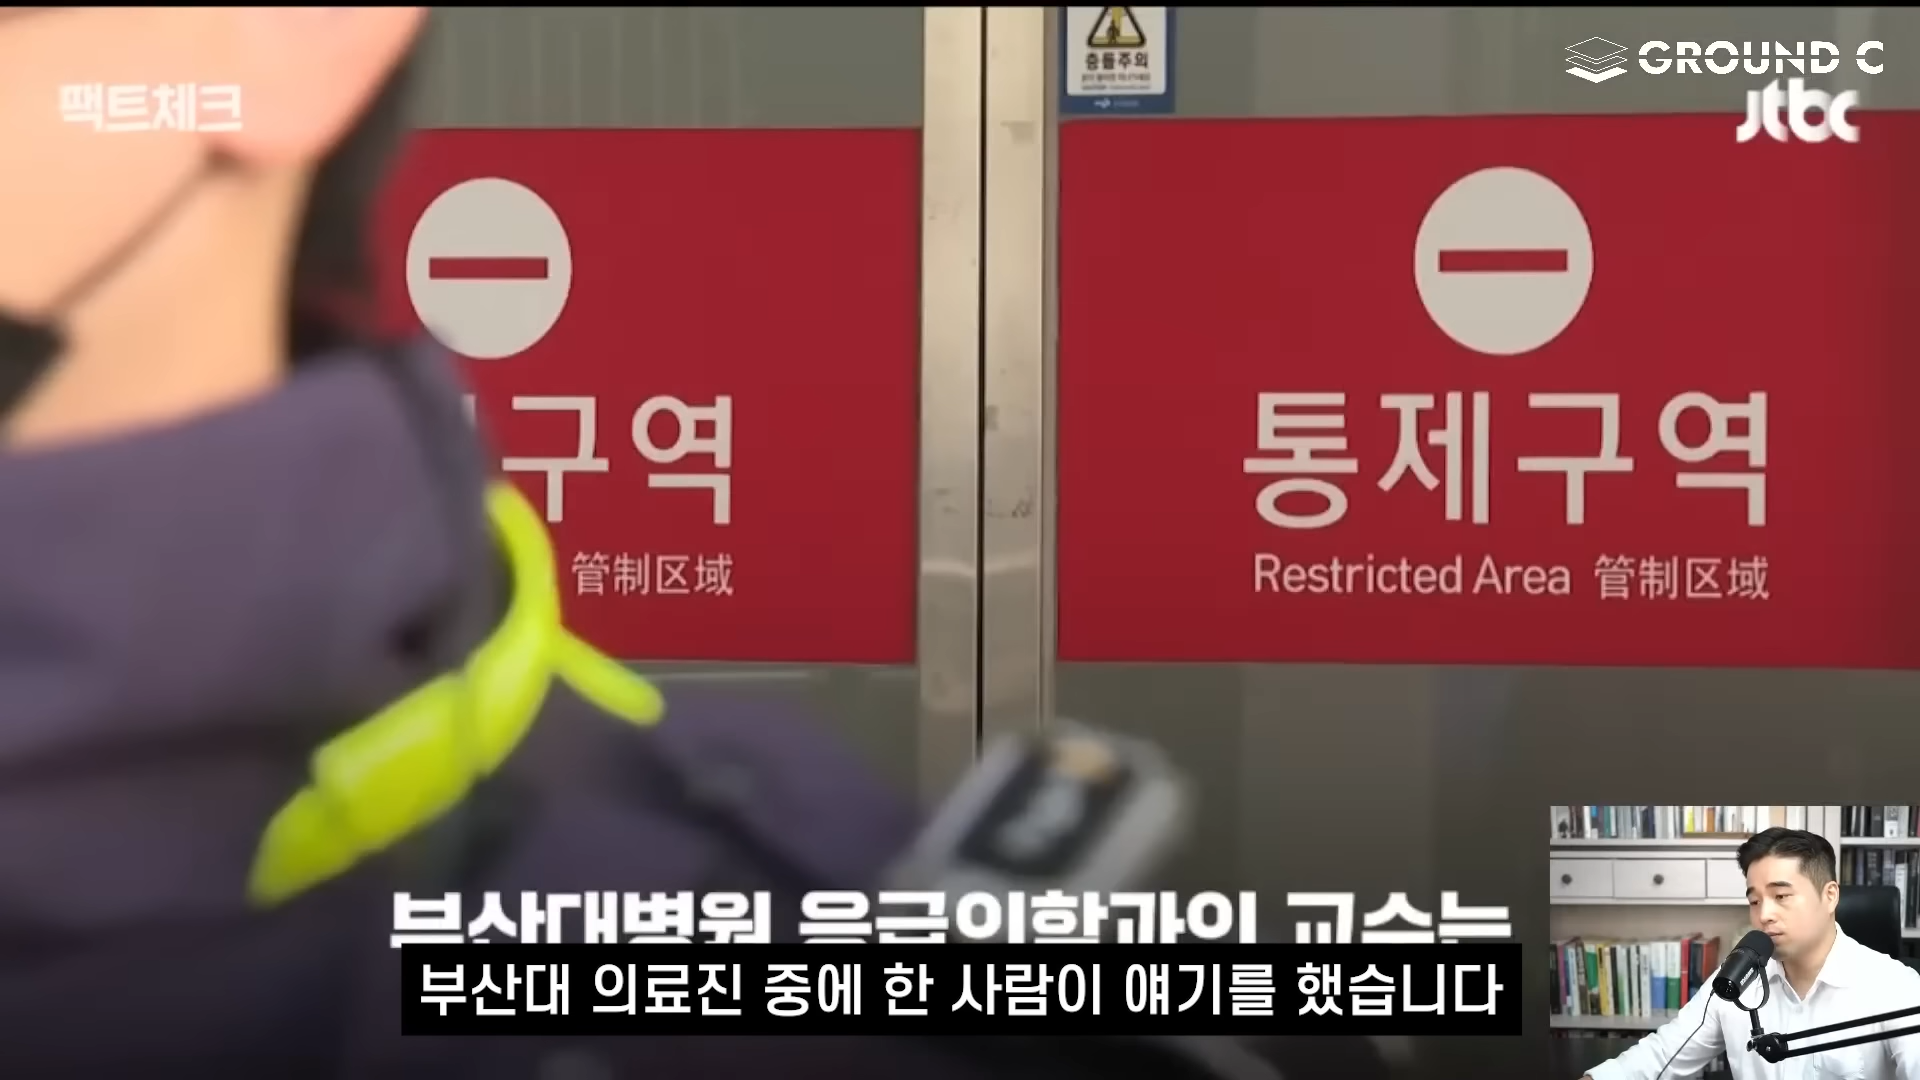 GROUND C
팩트체크
jtbc
충돌주의
구역
管制区域
통제구역
Restricted Area 管制区域
부산대병원 응급의학과의 교수는
부산대 의료진 중에 한 사람이 얘기를 했습니다